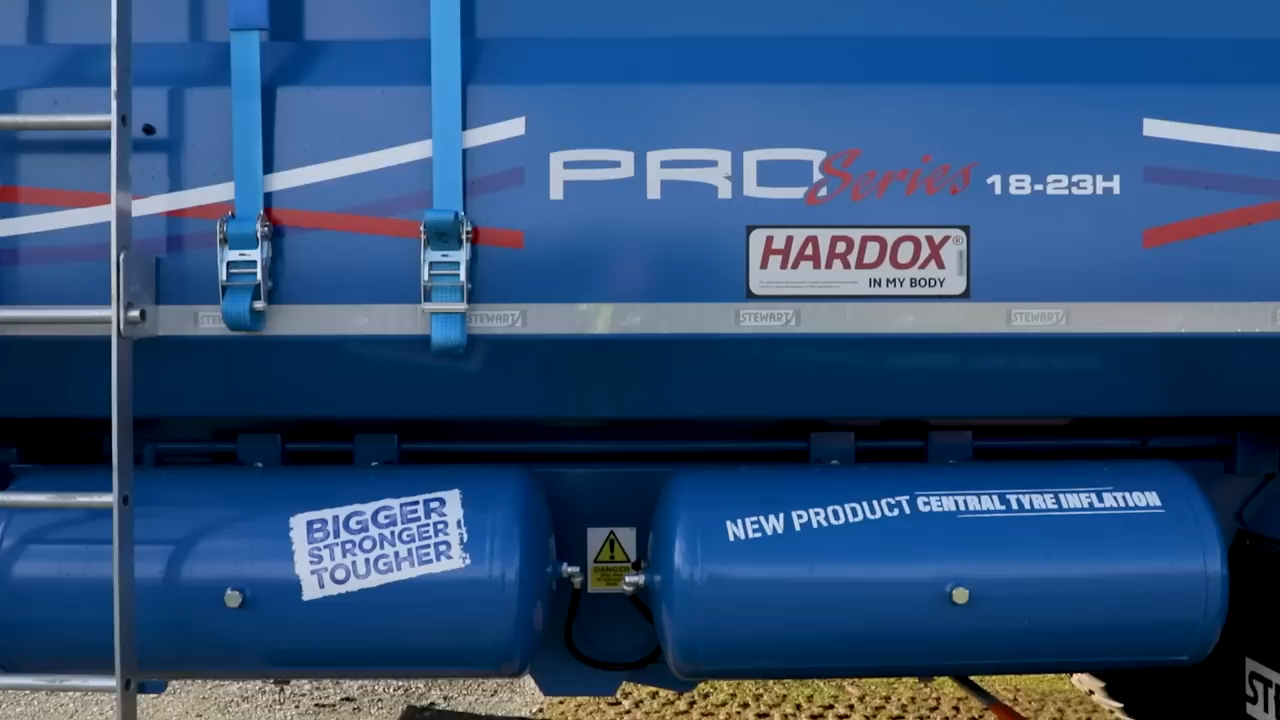 PRO Series 18-23H
HARDOX®
IN MY BODY
STEWART STEWART STEWART
BIGGER
STRONGER
TOUGHER
NEW PRODUCT CENTRAL TYRE INFLATION
DANGER